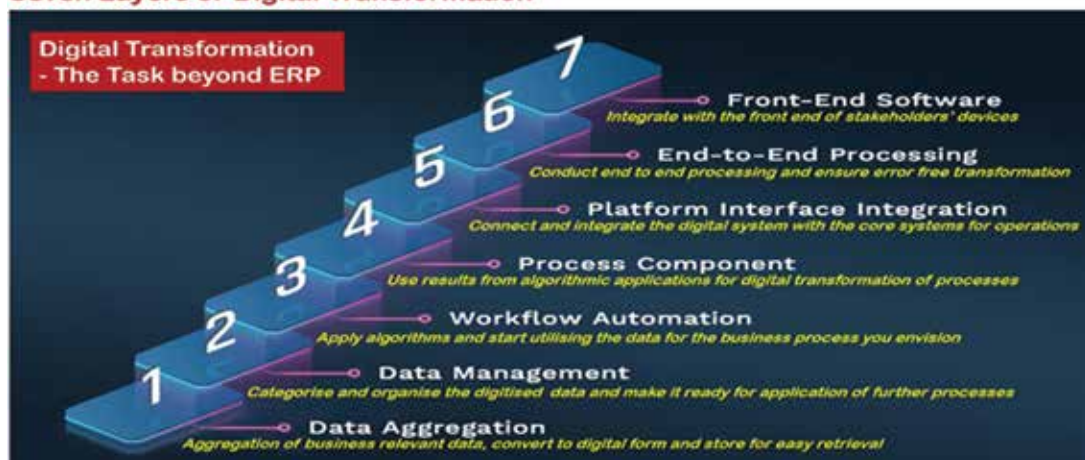 Seven Layers of Digital Transformation
Digital Transformation
- The Task beyond ERP
7
Front-End Software
Integrate with the front end of stakeholders' devices
6
End-to-End Processing
Conduct end to end processing and ensure error free transformation
5
Platform Interface Integration
Connect and integrate the digital system with the core systems for operations
4
Process Component
Use results from algorithmic applications for digital transformation of processes
3
Workflow Automation
Apply algorithms and start utilising the data for the business process you envision
2
Data Management
Categorise and organise the digitised data and make it ready for application of further processes
1
Data Aggregation
Aggregation of business relevant data, convert to digital form and store for easy retrieval